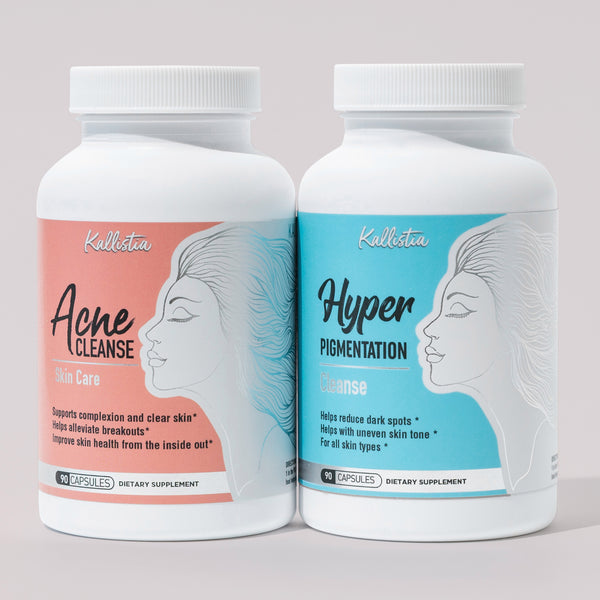 Kallistia
Acne
CLEANSE
Skin Care
Supports complexion and clear skin*
Helps alleviate breakouts*
Improve skin health from the inside out*
90 CAPSULES DIETARY SUPPLEMENT
Kallistia
Hyper
PIGMENTATION
Cleanse
Helps reduce dark spots *
Helps with uneven skin tone *
For all skin types *
90 CAPSULES DIETARY SUPPLEMENT